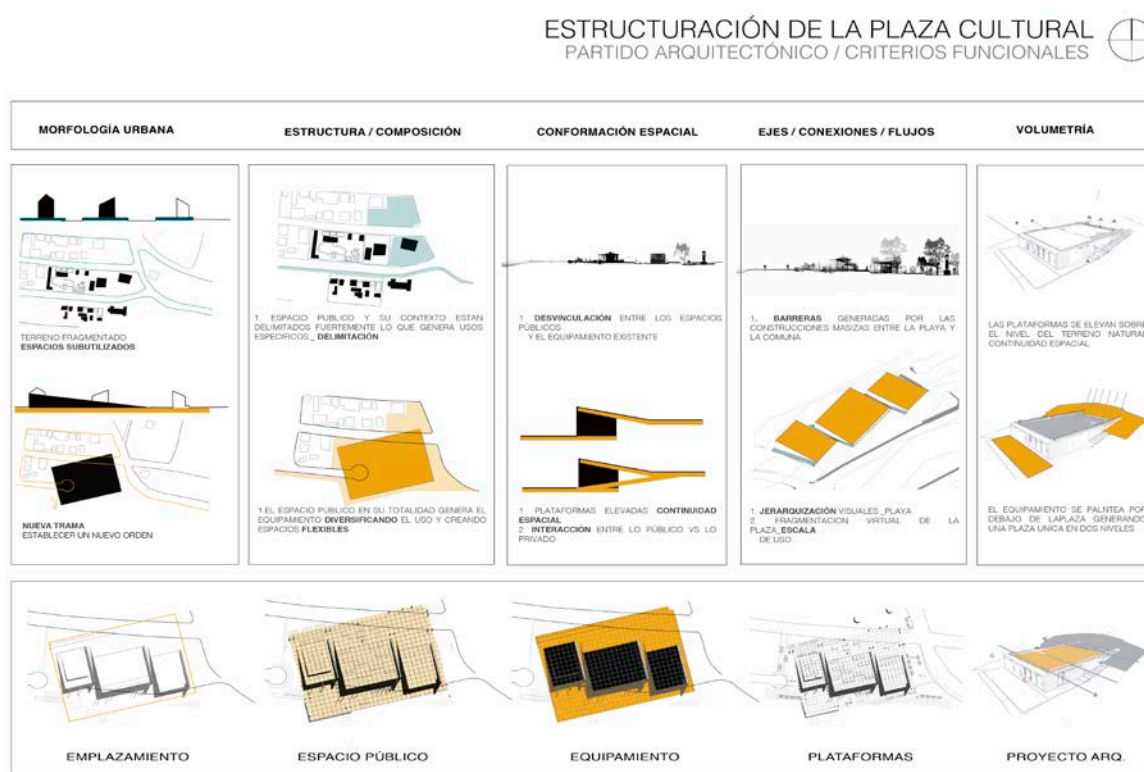 ESTRUCTURACIÓN DE LA PLAZA CULTURAL
PARTIDO ARQUITECTÓNICO / CRITERIOS FUNCIONALES
MORFOLOGÍA URBANA
ESTRUCTURA / COMPOSICIÓN
CONFORMACIÓN ESPACIAL
EJES / CONEXIONES / FLUJOS
VOLUMETRÍA
TERRENO FRAGMENTADO
ESPACIOS SUBUTILIZADOS
1. ESPACIO PUBLICO Y SU CONTEXTO ESTAN
DELIMITADOS FUERTEMENTE LO QUE GENERA USOS
ESPECIFICOS _ DELIMITACIÓN
1. DESVINCULACIÓN ENTRE LOS ESPACIOS
PÚBLICOS
Y EL EQUIPAMIENTO EXISTENTE
1. BARRERAS GENERADAS POR LAS
CONSTRUCCIONES MASIZAS ENTRE LA PLAYA Y
LA COMUNA
LAS PLATAFORMAS SE ELEVAN SOBRE
EL NIVEL DEL TERRENO NATURAL
CONTINUIDAD ESPACIAL
NUEVA TRAMA
ESTABLECER UN NUEVO ORDEN
1.EL ESPACIO PUBLICO EN SU TOTALIDAD GENERA EL
EQUIPAMIENTO DIVERSIFICANDO EL USO Y CREANDO
ESPACIOS FLEXIBLES
1. PLATAFORMAS ELEVADAS CONTINUIDAD
ESPACIAL
2. INTERACCIÓN ENTRE LO PÚBLICO VS LO
PRIVADO
1. JERARQUIZACIÓN VISUALES _PLAYA
2. FRAGMENTACION VIRTUAL DE LA
PLAZA_ESCALA
DE USO
EL EQUIPAMIENTO SE PALNTEA POR
DEBAJO DE LAPLAZA GENERANDO
UNA PLAZA UNICA EN DOS NIVELES
EMPLAZAMIENTO
ESPACIO PÚBLICO
EQUIPAMIENTO
PLATAFORMAS
PROYECTO ARQ.